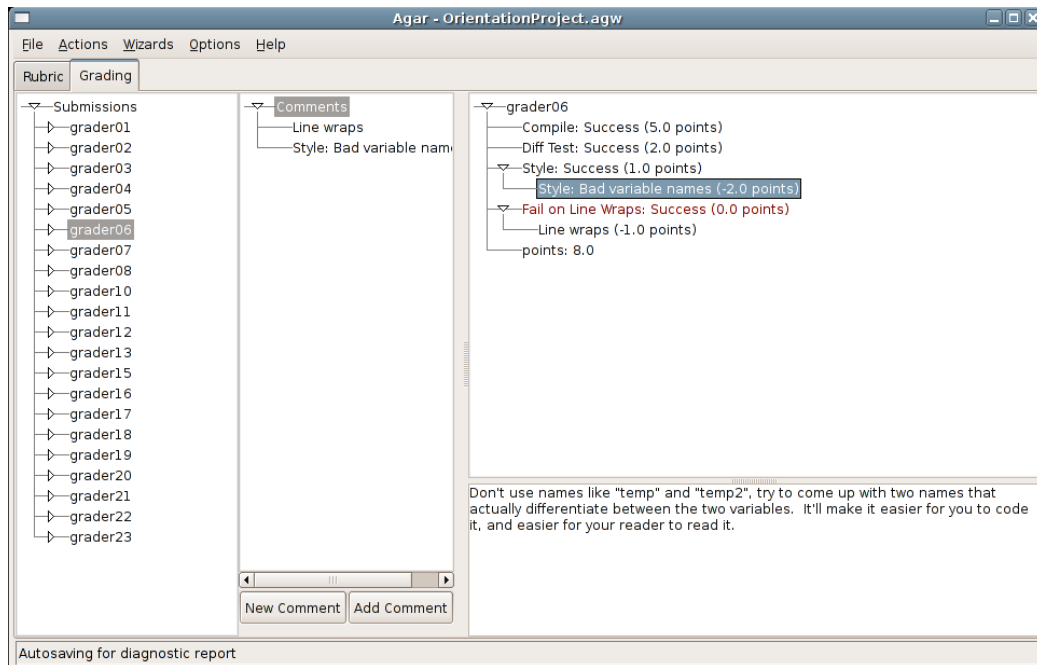 Agar - OrientationProject.agw
File Actions Wizards Options Help
Rubric Grading
Submissions
grader01
grader02
grader03
grader04
grader05
grader06
grader07
grader08
grader10
grader11
grader12
grader13
grader15
grader16
grader17
grader18
grader19
grader20
grader21
grader22
grader23
Comments
Line wraps
Style: Bad variable nam
New Comment Add Comment
grader06
Compile: Success (5.0 points)
Diff Test: Success (2.0 points)
Style: Success (1.0 points)
Style: Bad variable names (-2.0 points)
Fail on Line Wraps: Success (0.0 points)
Line wraps (-1.0 points)
points: 8.0
Don't use names like "temp" and "temp2", try to come up with two names that
actually differentiate between the two variables.  It'll make it easier for you to code
it, and easier for your reader to read it.
Autosaving for diagnostic report